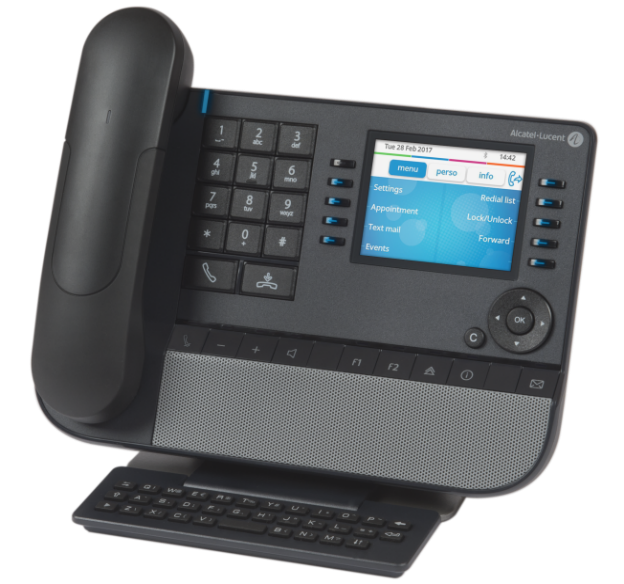 Alcatel-Lucent
Tue 28 Feb 2017 14:42
menu perso info
Settings
Redial list
Appointment
Lock/Unlock
Text mail
Forward
Events
1 2 abc 3 def
4 ghi 5 jkl 6 mno
7 pqrs 8 tuv 9 wxyz
* 0 + #
OK
C
− + F1 F2 i
Q W E R T Y U I O P
A S D F G H J K L
Z X C V B N M